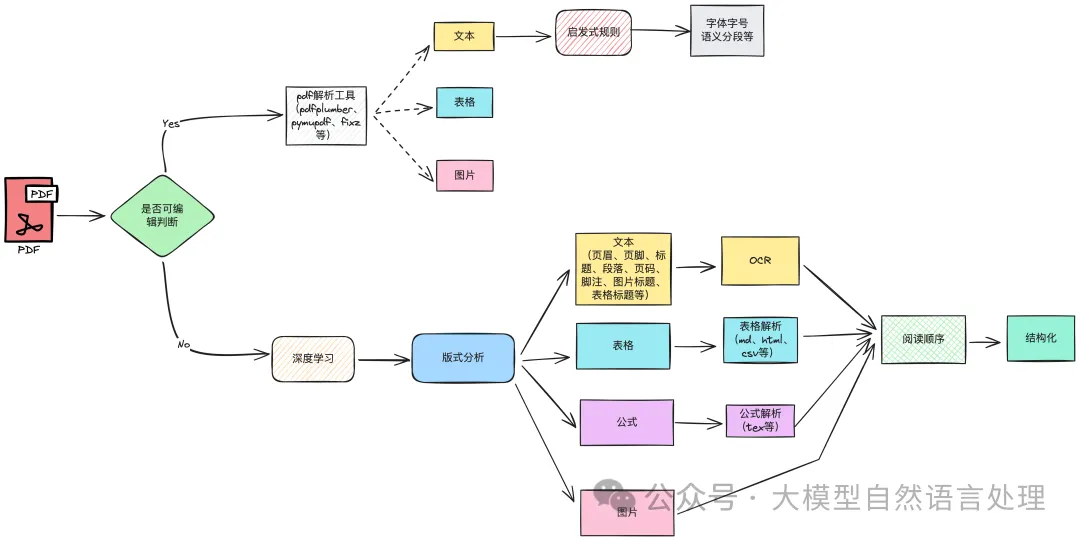 PDF
PDF
是否可编
辑判断
Yes
No
pdf解析工具
(pdfplumber、
pymupdf、fixz
等)
文本
表格
图片
启发式规则
字体字号
语义分段等
深度学习
版式分析
文本
(页眉、页脚、标
题、段落、页码、
脚注、图片标题、
表格标题等)
OCR
表格
表格解析
(md、html、
csv等)
公式
公式解析
(tex等)
图片
阅读顺序
结构化
公众号·大模型自然语言处理